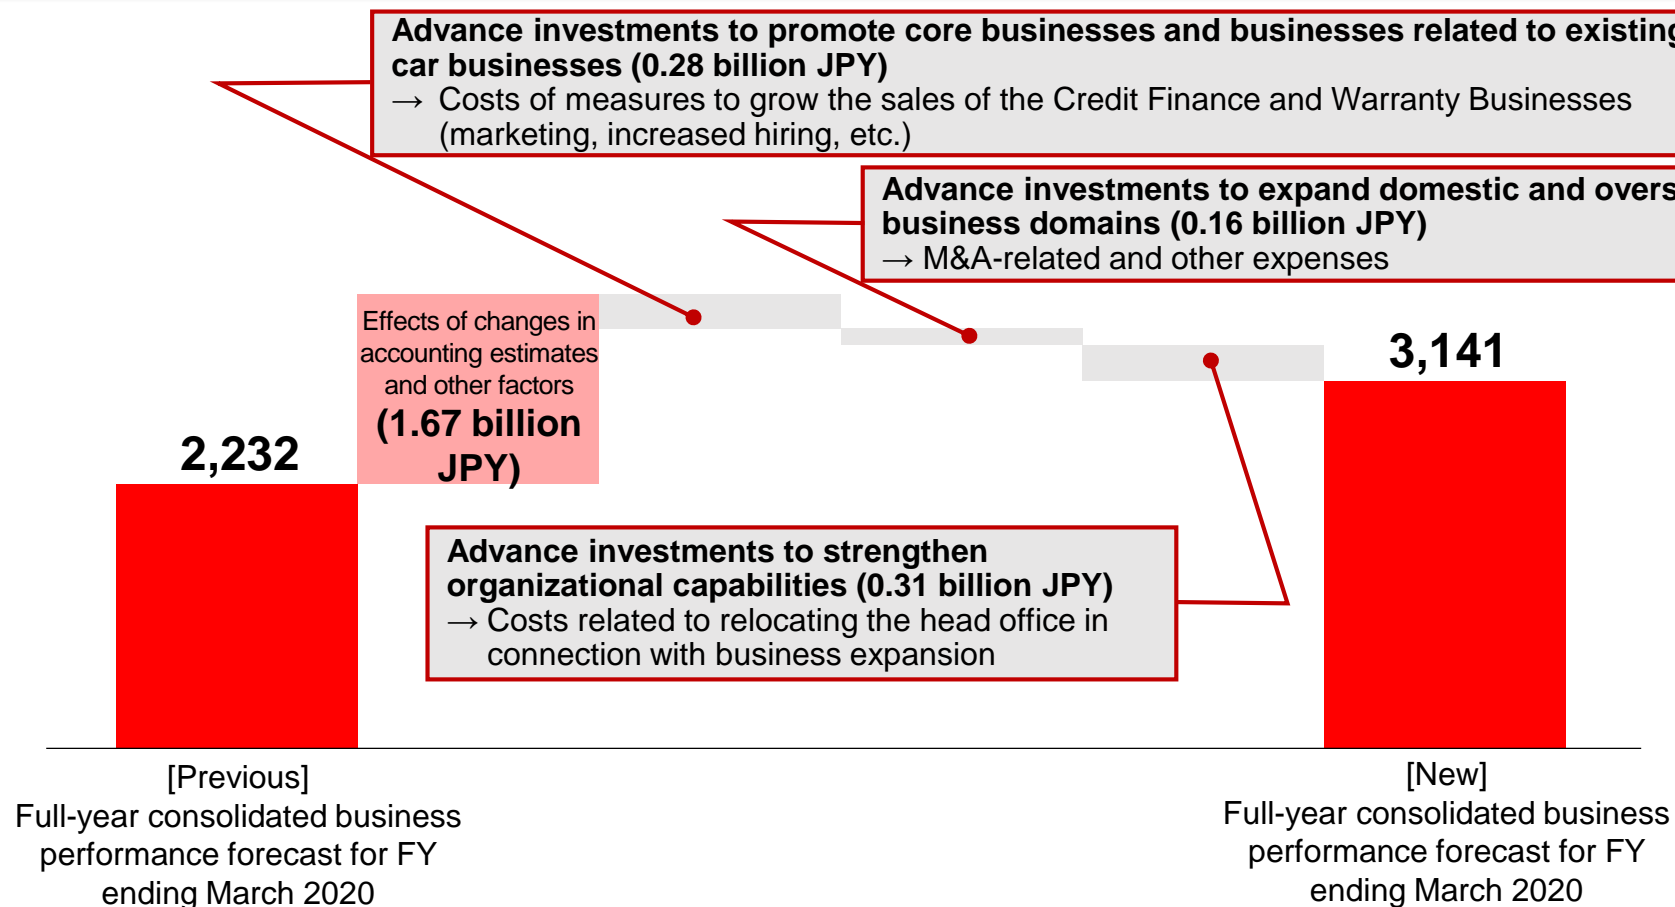 Advance investments to promote core businesses and businesses related to existing
car businesses (0.28 billion JPY)
→ Costs of measures to grow the sales of the Credit Finance and Warranty Businesses
(marketing, increased hiring, etc.)
Advance investments to expand domestic and overs
business domains (0.16 billion JPY)
→ M&A-related and other expenses
Effects of changes in
accounting estimates
and other factors
(1.67 billion
JPY)
2,232
3,141
Advance investments to strengthen
organizational capabilities (0.31 billion JPY)
→ Costs related to relocating the head office in
connection with business expansion
[Previous]
Full-year consolidated business
performance forecast for FY
ending March 2020
[New]
Full-year consolidated business
performance forecast for FY
ending March 2020